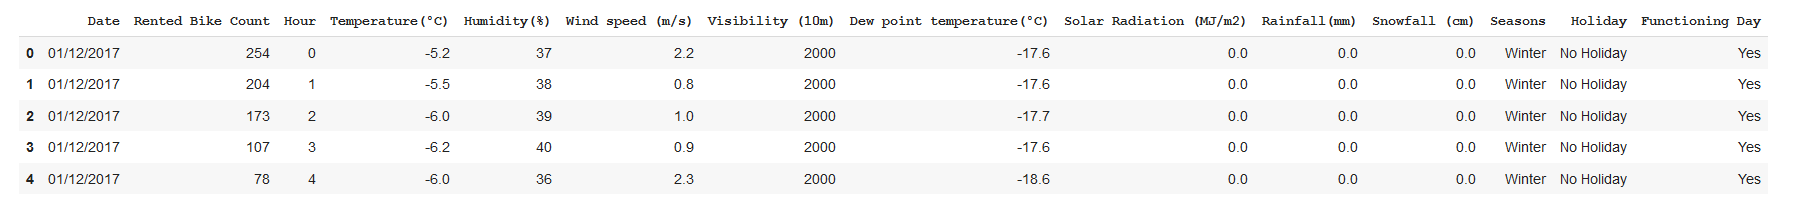 Date Rented Bike Count Hour Temperature(°C) Humidity(%) Wind speed (m/s) Visibility (10m) Dew point temperature(°C) Solar Radiation (MJ/m2) Rainfall(mm) Snowfall (cm) Seasons Holiday Functioning Day
0 01/12/2017 254 0 -5.2 37 2.2 2000 -17.6 0.0 0.0 0.0 Winter No Holiday Yes
1 01/12/2017 204 1 -5.5 38 0.8 2000 -17.6 0.0 0.0 0.0 Winter No Holiday Yes
2 01/12/2017 173 2 -6.0 39 1.0 2000 -17.7 0.0 0.0 0.0 Winter No Holiday Yes
3 01/12/2017 107 3 -6.2 40 0.9 2000 -17.6 0.0 0.0 0.0 Winter No Holiday Yes
4 01/12/2017 78 4 -6.0 36 2.3 2000 -18.6 0.0 0.0 0.0 Winter No Holiday Yes